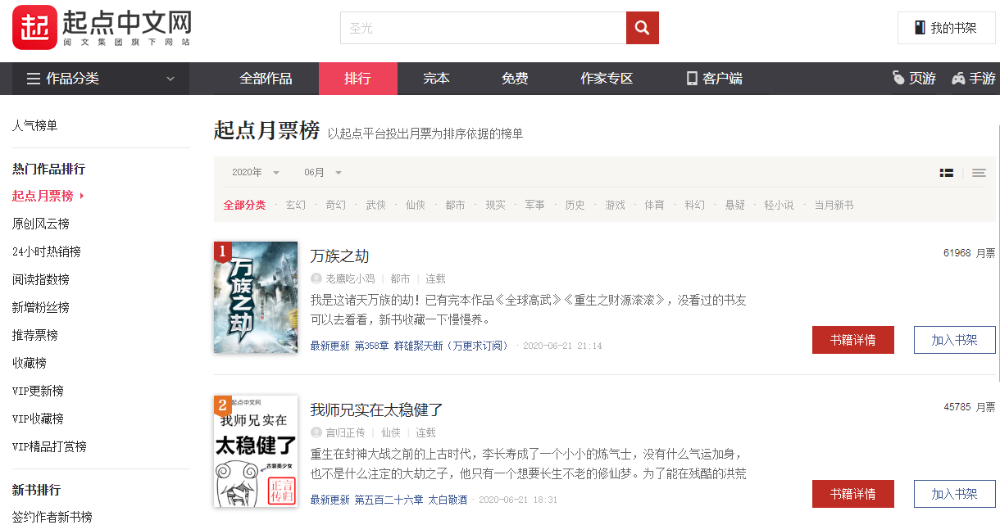 起 起点中文网
阅文集团旗下网站
圣光
我的书架
作品分类
全部作品 排行 完本 免费 作家专区 客户端 页游 手游
人气榜单
热门作品排行
起点月票榜
原创风云榜
24小时热销榜
阅读指数榜
新增粉丝榜
推荐票榜
收藏榜
VIP更新榜
VIP收藏榜
VIP精品打赏榜
新书排行
签约作者新书榜
起点月票榜 以起点平台投出月票为排序依据的榜单
2020年 06月
全部分类 · 玄幻 · 奇幻 · 武侠 · 仙侠 · 都市 · 现实 · 军事 · 历史 · 游戏 · 体育 · 科幻 · 悬疑 · 轻小说 · 当月新书
1
万族之劫
万族之劫
61968 月票
老鹰吃小鸡 | 都市 | 连载
我是这诸天万族的劫！已有完本作品《全球高武》《重生之财源滚滚》，没看过的书友
可以去看看，新书收藏一下慢慢养。
最新更新 第358章 群雄聚天断（万更求订阅） · 2020-06-21 21:14
书籍详情 加入书架
2
起点中文网
我师兄实在
太稳健了
古装美少女
言归正传
我师兄实在太稳健了
45785 月票
言归正传 | 仙侠 | 连载
重生在封神大战之前的上古时代，李长寿成了一个小小的炼气士，没有什么气运加身，
也不是什么注定的大劫之子，他只有一个想要长生不老的修仙梦。为了能在残酷的洪荒
最新更新 第五百二十六章 太白敬酒 · 2020-06-21 18:31
书籍详情 加入书架